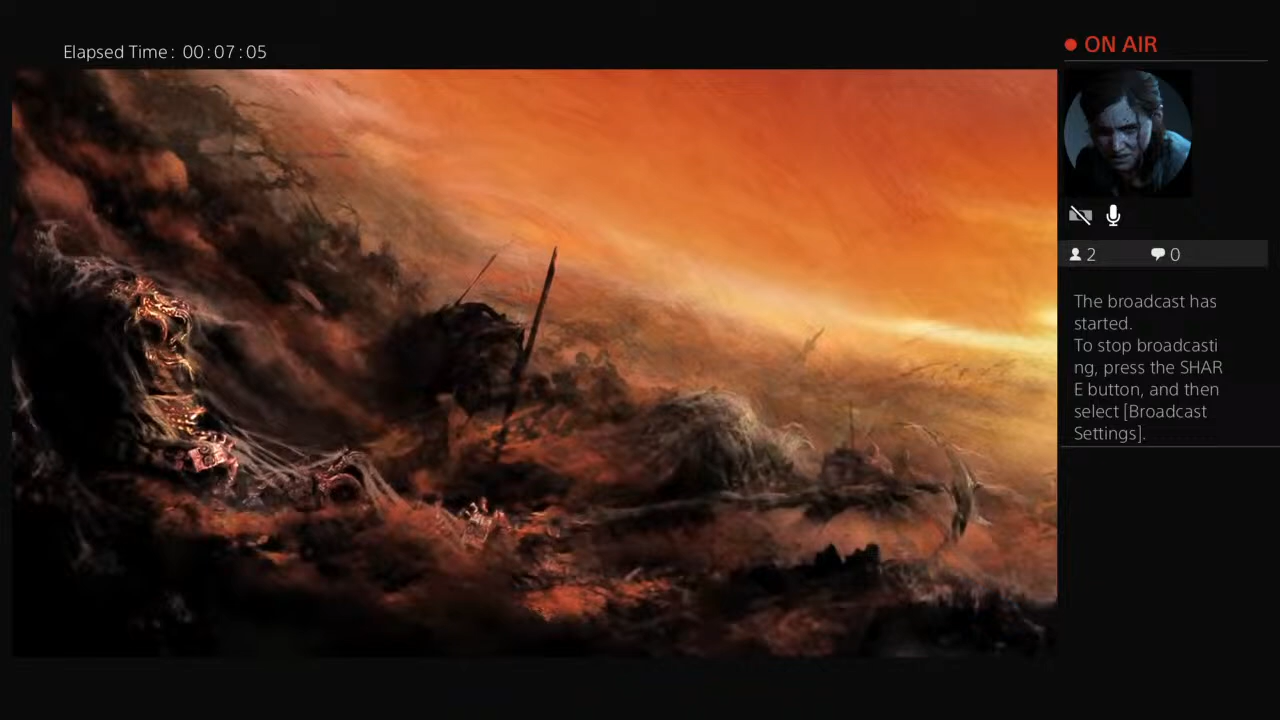 Elapsed Time: 00:07:05
ON AIR
2 0
The broadcast has
started.
To stop broadcasti
ng, press the SHAR
E button, and then
select [Broadcast
Settings].